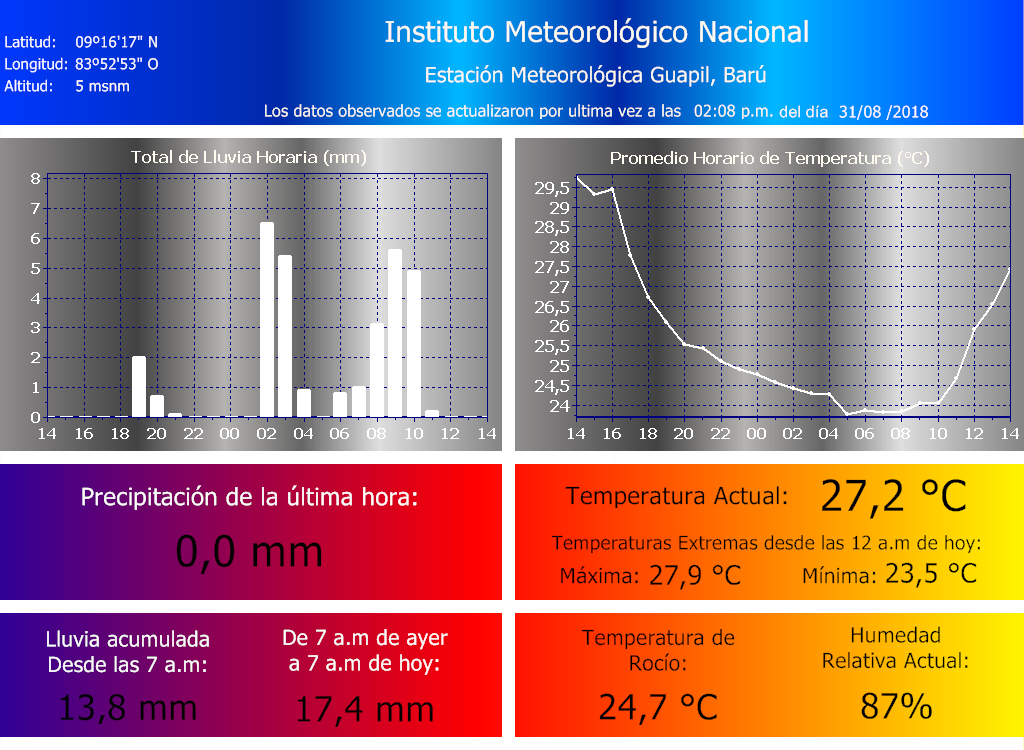 Instituto Meteorológico Nacional
Latitud: 09º16'17" N
Longitud: 83º52'53" O
Altitud: 5 msnm
Estación Meteorológica Guapil, Barú
Los datos observados se actualizaron por ultima vez a las 02:08 p.m. del día 31/08 /2018
Total de Lluvia Horaria (mm)
8
7
6
5
4
3
2
1
0
14 16 18 20 22 00 02 04 06 08 10 12 14
Promedio Horario de Temperatura (°C)
29,5
29
28,5
28
27,5
27
26,5
26
25,5
25
24,5
24
14 16 18 20 22 00 02 04 06 08 10 12 14
Precipitación de la última hora:
0,0 mm
Temperatura Actual: 27,2 °C
Temperaturas Extremas desde las 12 a.m de hoy:
Máxima: 27,9 °C Mínima: 23,5 °C
Lluvia acumulada
Desde las 7 a.m:
13,8 mm
De 7 a.m de ayer
a 7 a.m de hoy:
17,4 mm
Temperatura de
Rocío:
24,7 °C
Humedad
Relativa Actual:
87%